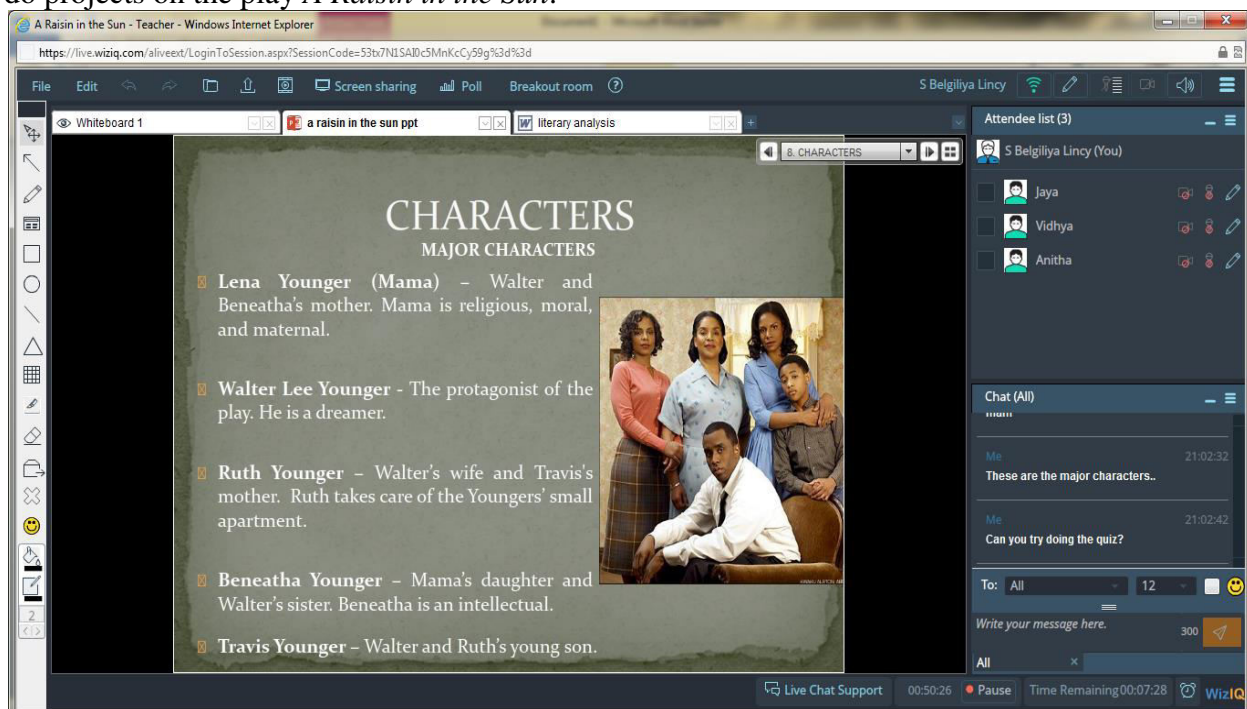 do projects on the play A Raisin in the Sun.
A Raisin in the Sun - Teacher - Windows Internet Explorer
https://live.wiziq.com/aliveext/LoginToSession.aspx?SessionCode=53tx7N1SAI0c5MnKcCy59g%3d%3d
File Edit Screen sharing Poll Breakout room S Belgiliya Lincy
Whiteboard 1 a raisin in the sun ppt literary analysis
Attendee list (3)
S Belgiliya Lincy (You)
Jaya
Vidhya
Anitha
8. CHARACTERS
CHARACTERS
MAJOR CHARACTERS
Lena Younger (Mama) – Walter and
Beneatha's mother. Mama is religious, moral,
and maternal.
Walter Lee Younger - The protagonist of the
play. He is a dreamer.
Ruth Younger – Walter's wife and Travis's
mother. Ruth takes care of the Youngers' small
apartment.
Beneatha Younger – Mama's daughter and
Walter's sister. Beneatha is an intellectual.
Travis Younger – Walter and Ruth's young son.
Chat (All)
mam
Me 21:02:32
These are the major characters..
Me 21:02:42
Can you try doing the quiz?
To: All 12
Write your message here. 300
All
2
Live Chat Support 00:50:26 Pause Time Remaining 00:07:28 WizIQ